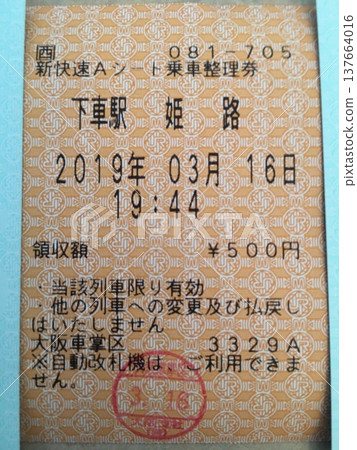 西 081-705
新快速Aシート乗車整理券
下車駅 姫 路
2019年 03月 16日
19:44
領収額 ￥500円
・当該列車限り有効
・他の列車への変更及び払戻し
はいたしません
大阪車掌区 3329A
※自動改札機は、ご利用できま
せん。
PIXTA
137664016